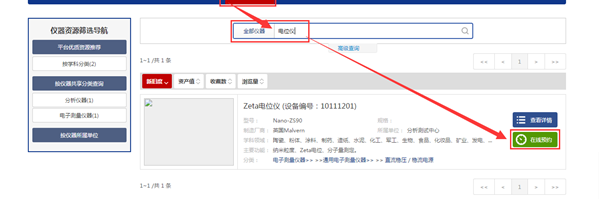 仪器资源筛选导航
平台优质资源推荐
按学科分类(2)
按仪器共享分类查询
分析仪器(1)
电子测量仪器(1)
按仪器所属单位
全部仪器 电位仪
高级查询
1~1 /共 1 条 << < 1 > >>
资产值 收藏数 浏览量
Zeta电位仪 (设备编号：10111201)
型号： Nano-ZS90 规格：
制造厂商： 英国Malvern 所属单位： 分析测试中心
学科领域： 陶瓷、粉体、涂料、制药、造纸、水泥、化工、军工、生物、食品、化妆品、矿业、发电、...
主要功能： 纳米粒度、Zeta电位、分子量测定。
分类： 电子测量仪器>> >>通用电子测量仪器>> >> 直流稳压 / 恒流电源
查看详情
在线预约
1~1 /共 1 条 << < 1 > >>